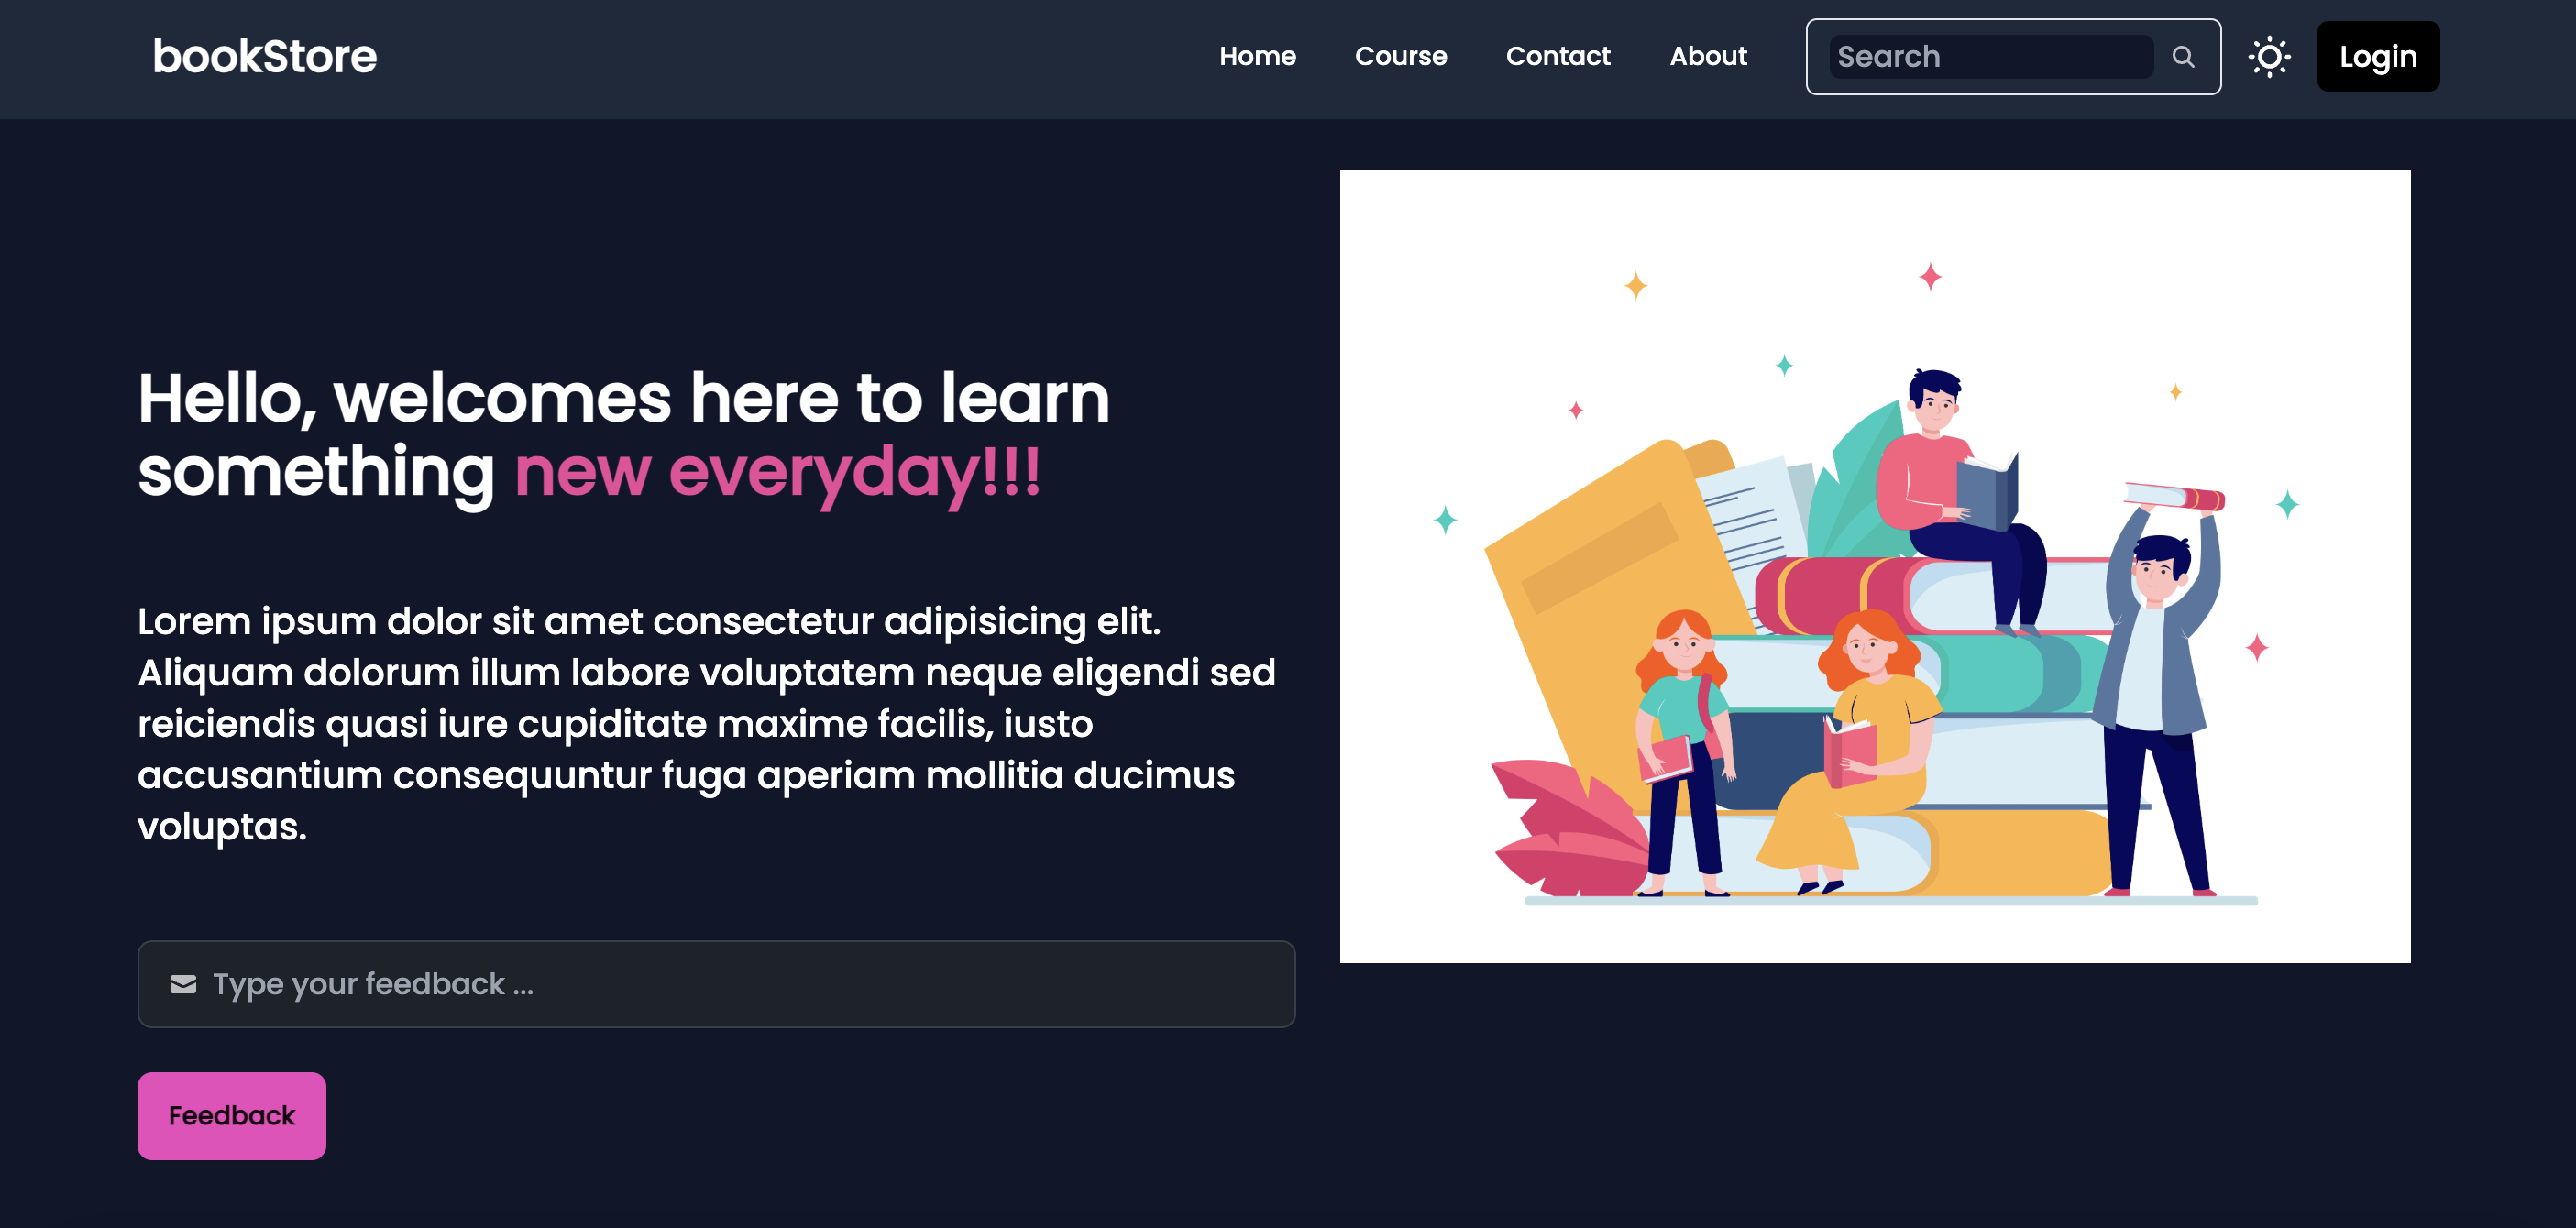 bookStore
Home
Course
Contact
About
Search
Login
Hello, welcomes here to learn
something new everyday!!!
Lorem ipsum dolor sit amet consectetur adipisicing elit.
Aliquam dolorum illum labore voluptatem neque eligendi sed
reiciendis quasi iure cupiditate maxime facilis, iusto
accusantium consequuntur fuga aperiam mollitia ducimus
voluptas.
Type your feedback ...
Feedback